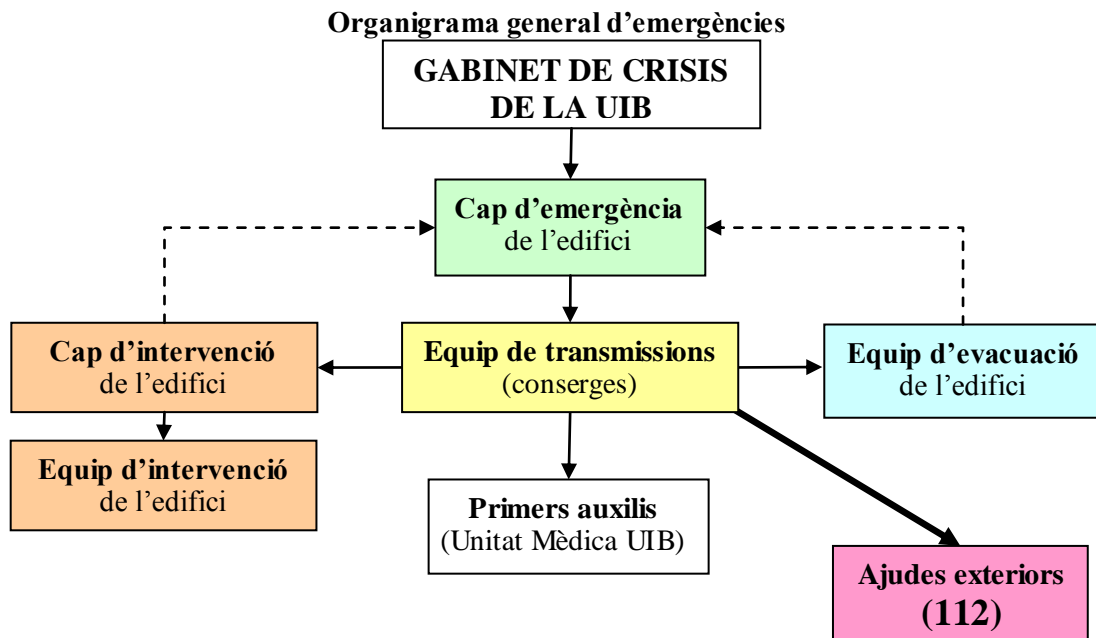 Organigrama general d’emergències
GABINET DE CRISIS
DE LA UIB
Cap d’emergència
de l’edifici
Cap d’intervenció
de l’edifici
Equip de transmissions
(conserges)
Equip d’evacuació
de l’edifici
Equip d’intervenció
de l’edifici
Primers auxilis
(Unitat Mèdica UIB)
Ajudes exteriors
(112)